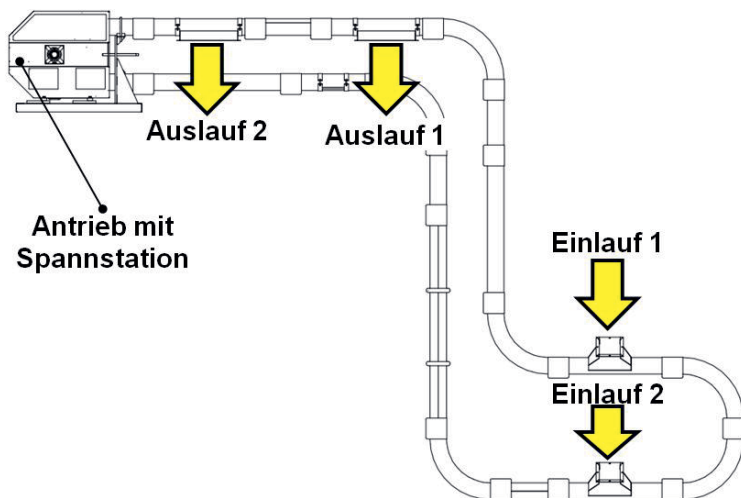 Auslauf 2
Auslauf 1
Antrieb mit
Spannstation
Einlauf 1
Einlauf 2